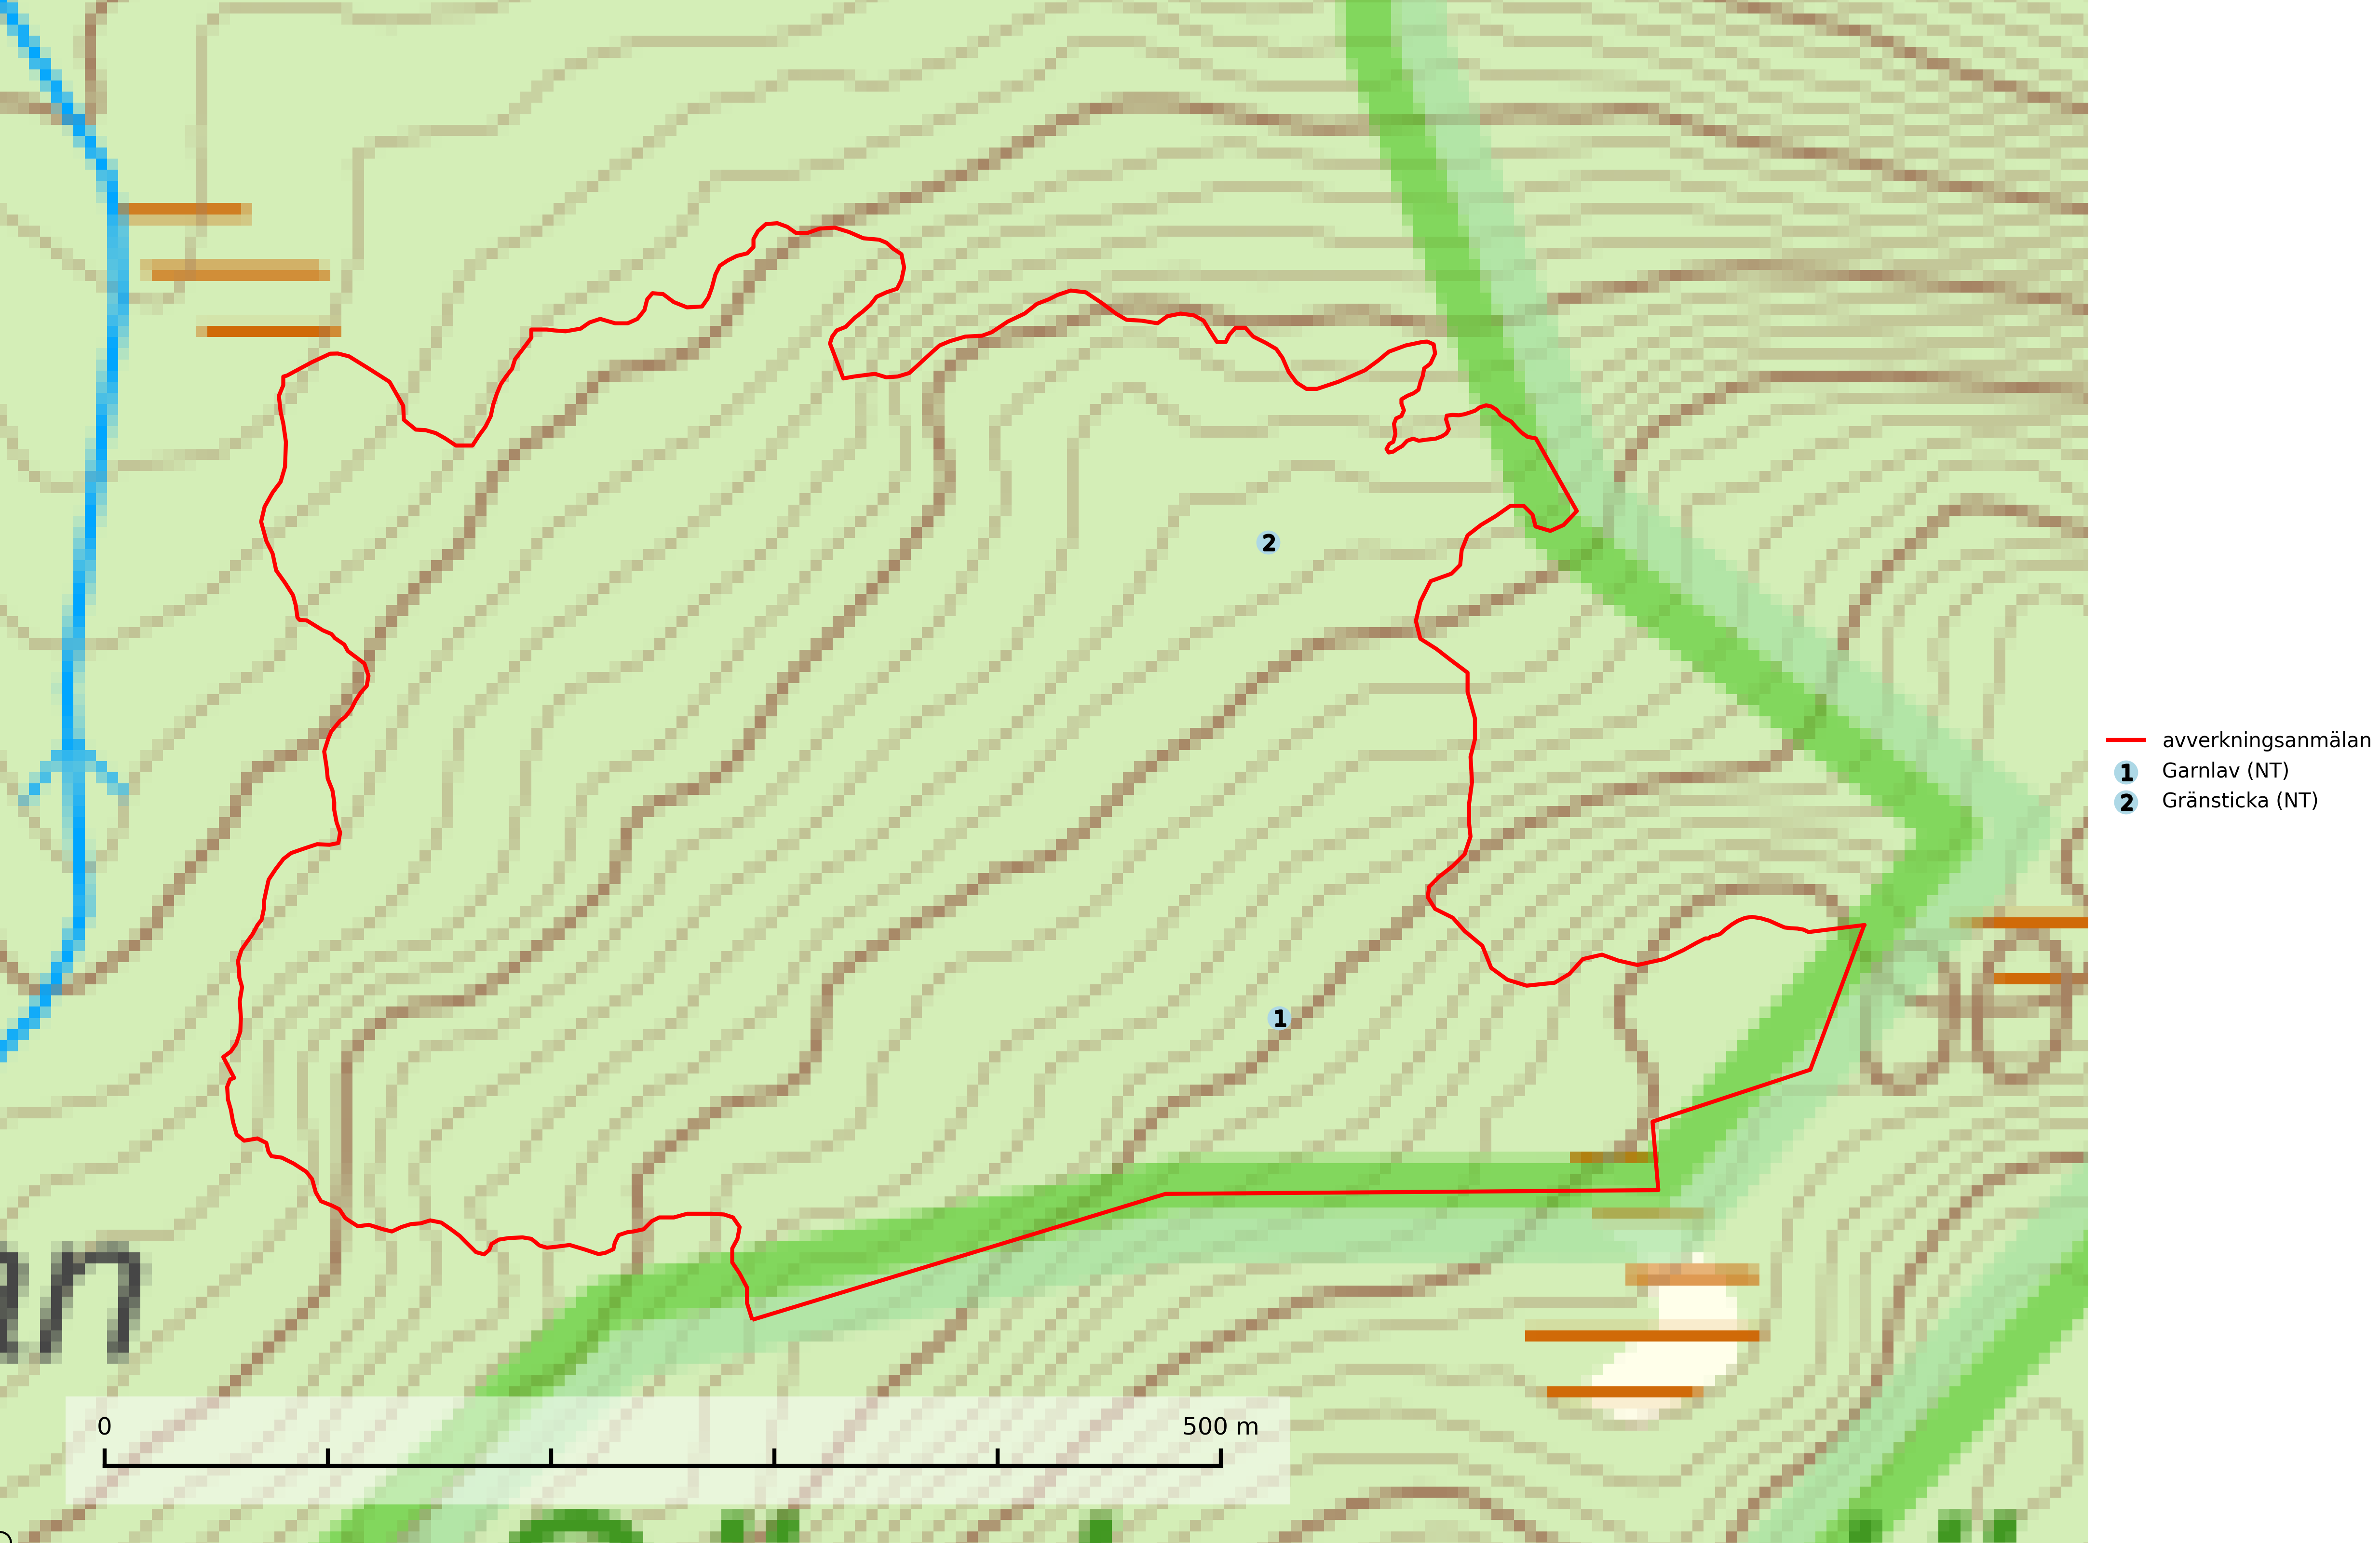 2
1
avverkningsanmälan
1 Garnlav (NT)
2 Gränsticka (NT)
0 500 m